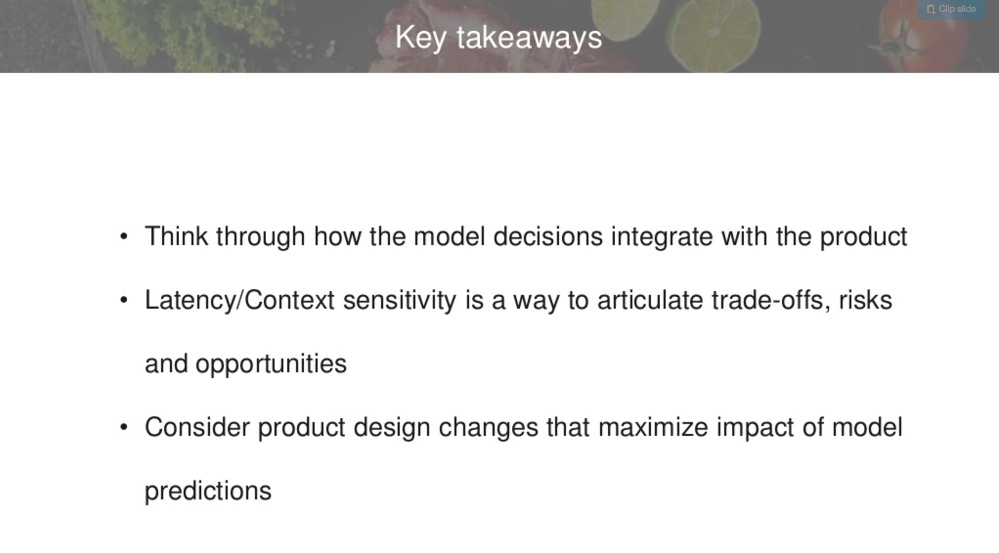 Clip slide
Key takeaways
• Think through how the model decisions integrate with the product
• Latency/Context sensitivity is a way to articulate trade-offs, risks
and opportunities
• Consider product design changes that maximize impact of model
predictions